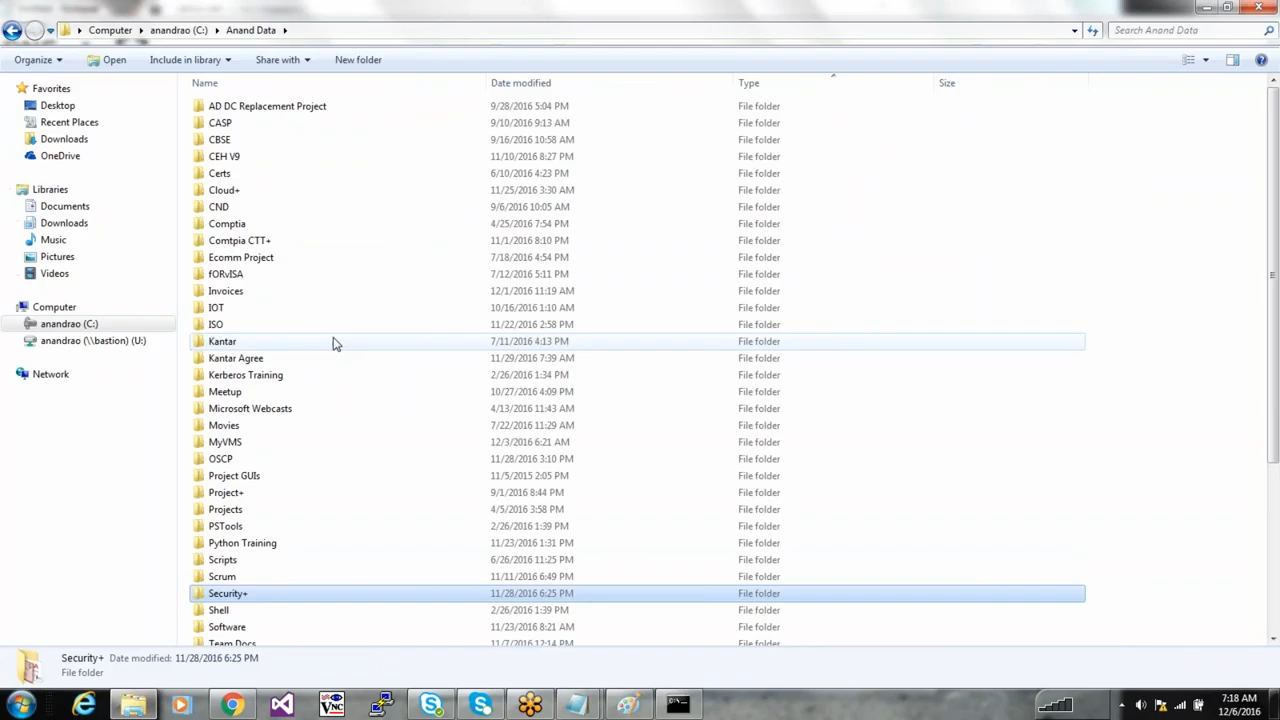 Computer anandrao (C:) Anand Data Search Anand Data
Organize Open Include in library Share with New folder
Name Date modified Type Size
Favorites
Desktop
Recent Places
Downloads
OneDrive
Libraries
Documents
Downloads
Music
Pictures
Videos
Computer
anandrao (C:)
anandrao (\\bastion) (U:)
Network
AD DC Replacement Project 9/28/2016 5:04 PM File folder
CASP 9/10/2016 9:13 AM File folder
CBSE 9/16/2016 10:58 AM File folder
CEH V9 11/10/2016 8:27 PM File folder
Certs 6/10/2016 4:23 PM File folder
Cloud+ 11/25/2016 3:30 AM File folder
CND 9/6/2016 10:05 AM File folder
Comptia 4/25/2016 7:54 PM File folder
Comtpia CTT+ 11/1/2016 8:10 PM File folder
Ecomm Project 7/18/2016 4:54 PM File folder
fORvISA 7/12/2016 5:11 PM File folder
Invoices 12/1/2016 11:19 AM File folder
IOT 10/16/2016 1:10 AM File folder
ISO 11/22/2016 2:58 PM File folder
Kantar 7/11/2016 4:13 PM File folder
Kantar Agree 11/29/2016 7:39 AM File folder
Kerberos Training 2/26/2016 1:34 PM File folder
Meetup 10/27/2016 4:09 PM File folder
Microsoft Webcasts 4/13/2016 11:43 AM File folder
Movies 7/22/2016 11:29 AM File folder
MyVMS 12/3/2016 6:21 AM File folder
OSCP 11/28/2016 3:10 PM File folder
Project GUIs 11/5/2015 2:05 PM File folder
Project+ 9/1/2016 8:44 PM File folder
Projects 4/5/2016 3:58 PM File folder
PSTools 2/26/2016 1:39 PM File folder
Python Training 11/23/2016 1:31 PM File folder
Scripts 6/26/2016 11:25 PM File folder
Scrum 11/11/2016 6:49 PM File folder
Security+ 11/28/2016 6:25 PM File folder
Shell 2/26/2016 1:39 PM File folder
Software 11/23/2016 8:21 AM File folder
Team Docs 11/7/2016 12:14 PM File folder
Security+ Date modified: 11/28/2016 6:25 PM
File folder
7:18 AM
12/6/2016